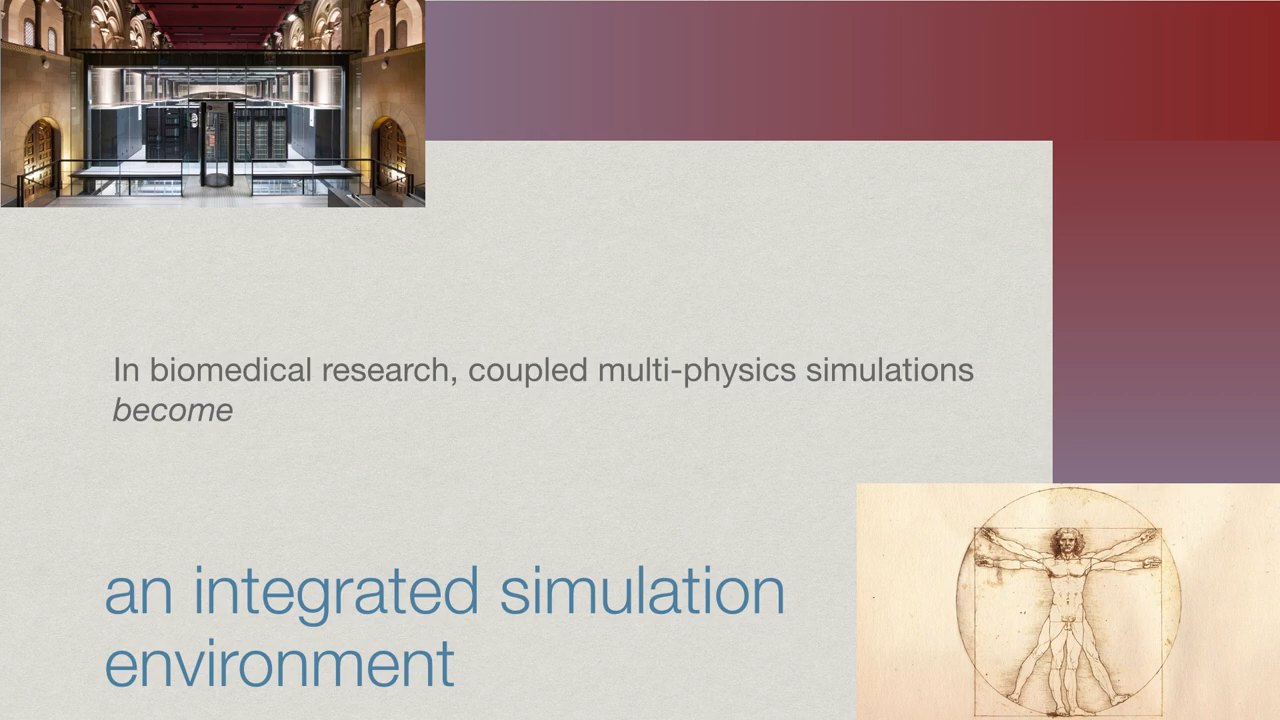 In biomedical research, coupled multi-physics simulations
become
an integrated simulation
environment